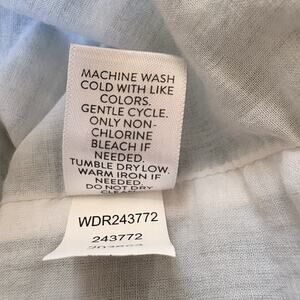 MACHINE WASH
COLD WITH LIKE
COLORS.
GENTLE CYCLE.
ONLY NON-
CHLORINE
BLEACH IF
NEEDED.
TUMBLE DRY LOW.
WARM IRON IF
NEEDED.
DO NOT DRY
CLEAN
WDR243772
243772